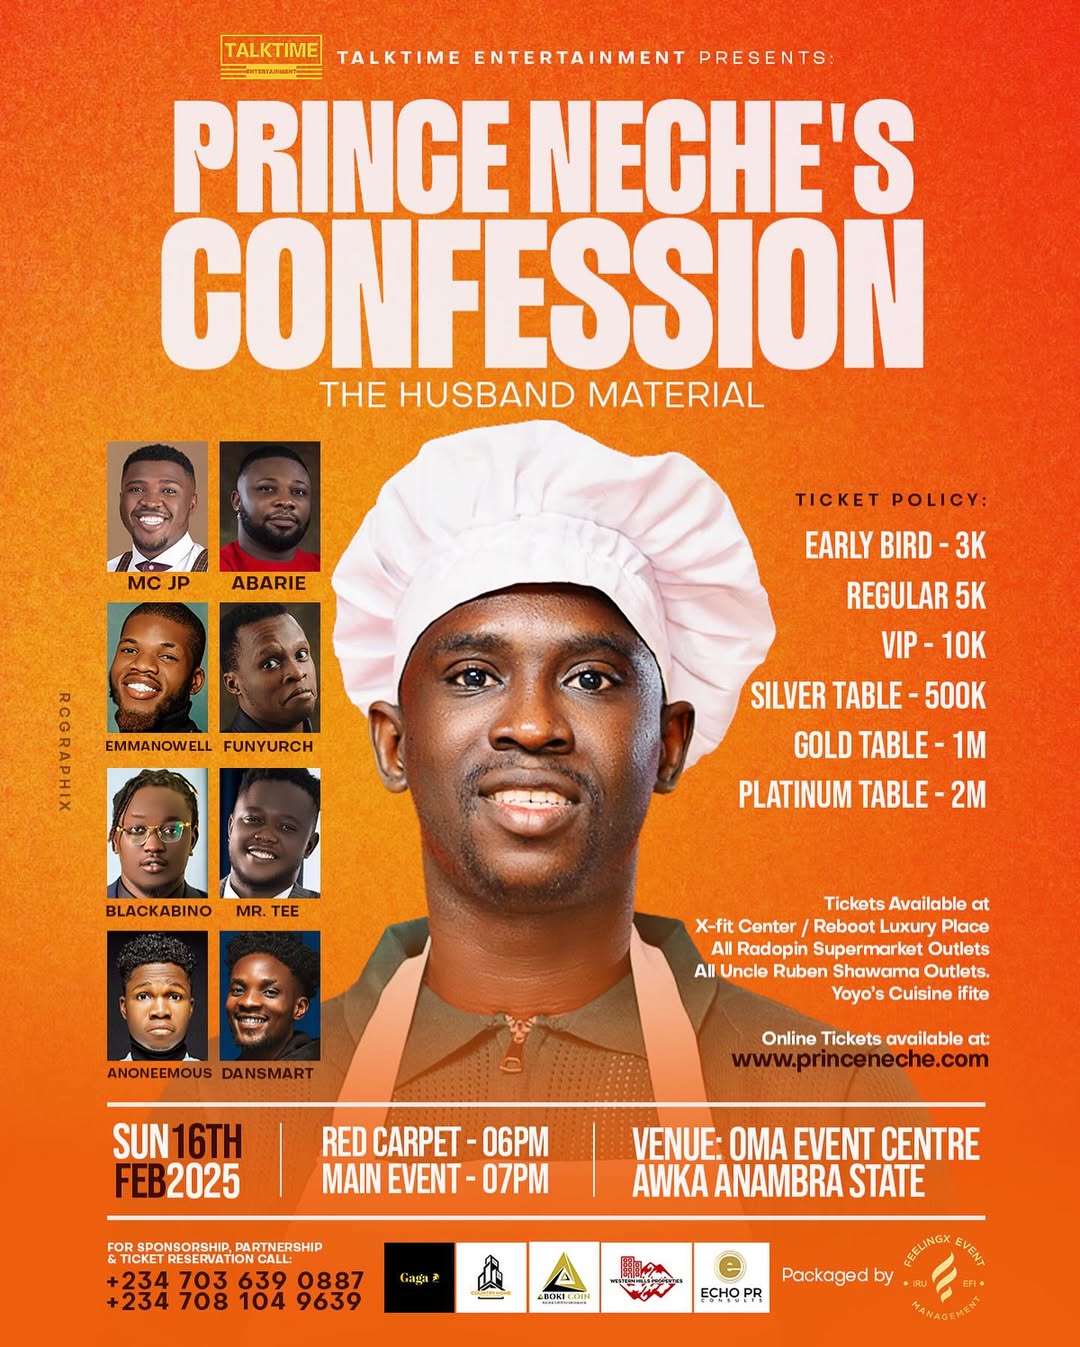 TALKTIME
ENTERTAINMENT
TALKTIME ENTERTAINMENT PRESENTS:
PRINCE NECHE'S
CONFESSION
THE HUSBAND MATERIAL
MC JP
ABARIE
EMMANOWELL
FUNYURCH
BLACKABINO
MR. TEE
ANONEEMOUS
DANSMART
RCGRAPHIX
TICKET POLICY:
EARLY BIRD - 3K
REGULAR 5K
VIP - 10K
SILVER TABLE - 500K
GOLD TABLE - 1M
PLATINUM TABLE - 2M
Tickets Available at
X-fit Center / Reboot Luxury Place
All Radopin Supermarket Outlets
All Uncle Ruben Shawama Outlets.
Yoyo's Cuisine ifite
Online Tickets available at:
www.princeneche.com
SUN 16TH
FEB 2025
RED CARPET - 06PM
MAIN EVENT - 07PM
VENUE: OMA EVENT CENTRE
AWKA ANAMBRA STATE
FOR SPONSORSHIP, PARTNERSHIP
& TICKET RESERVATION CALL:
+234 703 639 0887
+234 708 104 9639
Gaga
COUNTRY HOME
ABOKI COIN
WESTERN HILLS PROPERTIES
e
ECHO PR
CONSULTS
Packaged by
FEELINGX EVENT
IRU EFI
MANAGEMENT